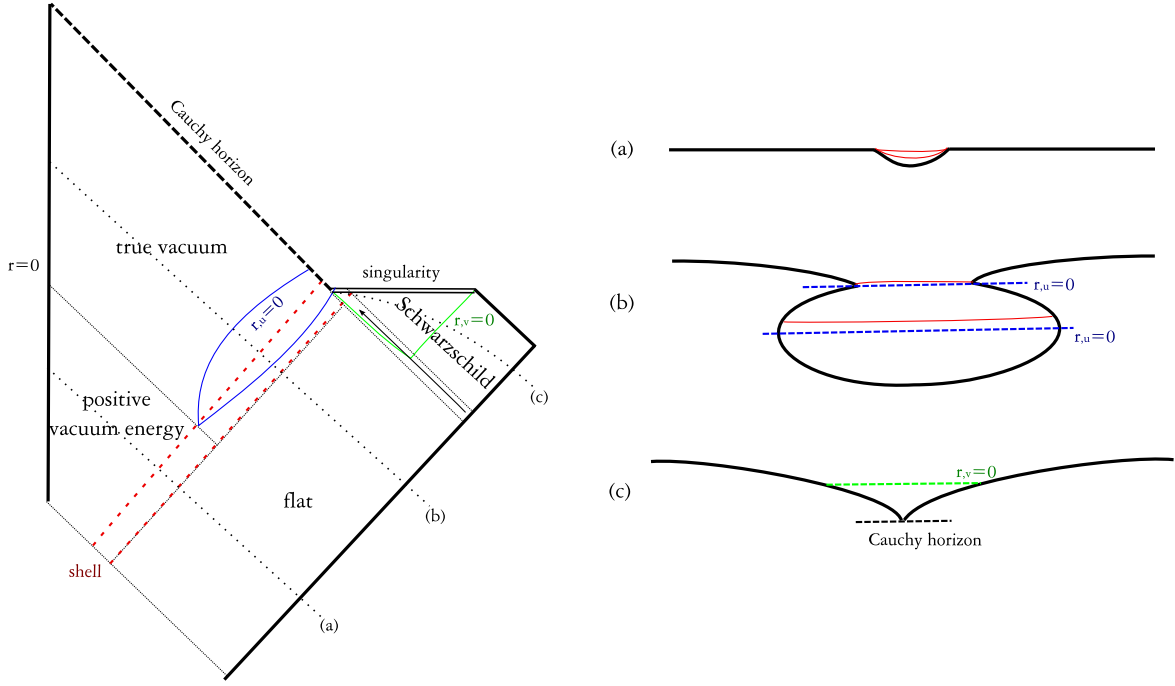 Cauchy horizon
true vacuum
r=0
r,u=0
singularity
Schwarzschild
r,v=0
positive
vacuum energy
flat
shell
(a)
(b)
(c)
(a)
(b)
r,u=0
r,u=0
(c)
r,v=0
Cauchy horizon